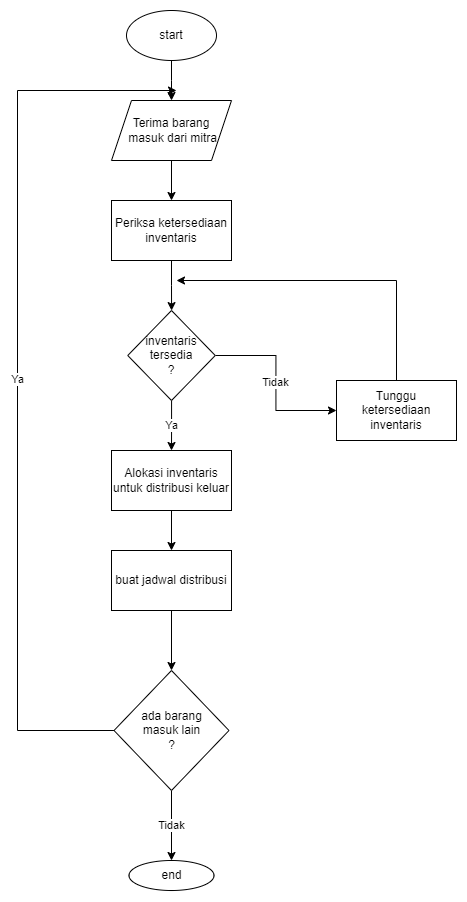 start
Terima barang
masuk dari mitra
Periksa ketersediaan
inventaris
inventaris
tersedia
?
Tidak
Tunggu
ketersediaan
inventaris
Ya
Ya
Alokasi inventaris
untuk distribusi keluar
buat jadwal distribusi
ada barang
masuk lain
?
Tidak
end